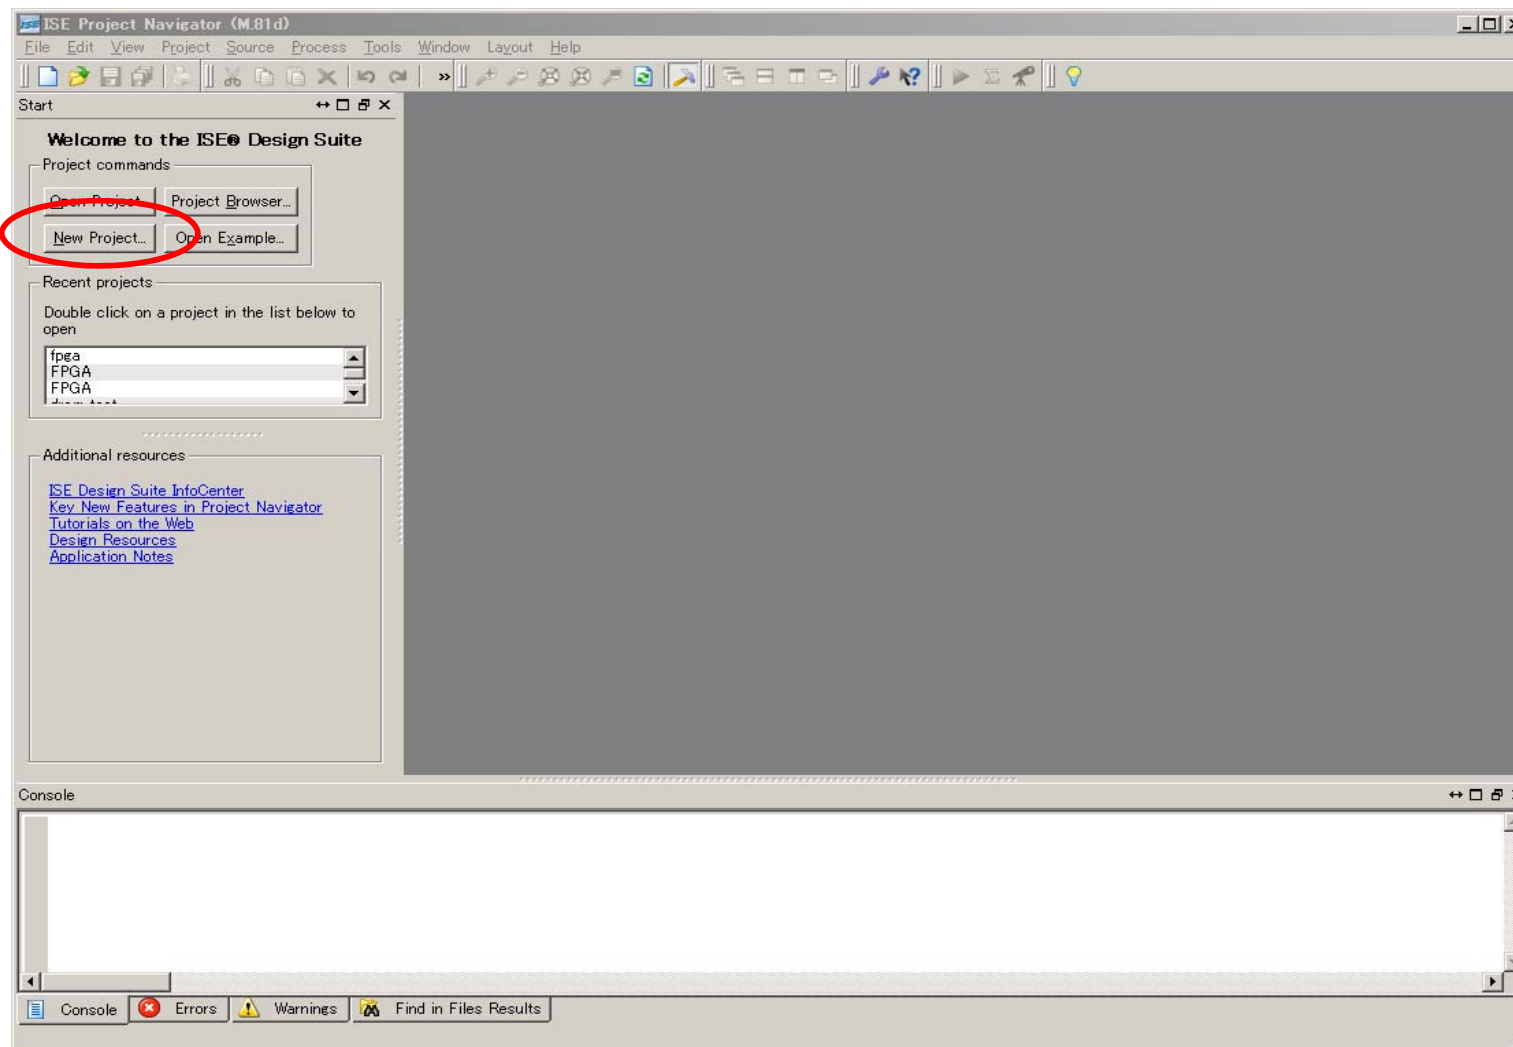 ISE Project Navigator (M.81d)
File Edit View Project Source Process Tools Window Layout Help
Start
Welcome to the ISE® Design Suite
Project commands
Open Project... Project Browser...
New Project... Open Example...
Recent projects
Double click on a project in the list below to
open
fpga
FPGA
FPGA
Additional resources
ISE Design Suite InfoCenter
Key New Features in Project Navigator
Tutorials on the Web
Design Resources
Application Notes
Console
Console Errors Warnings Find in Files Results